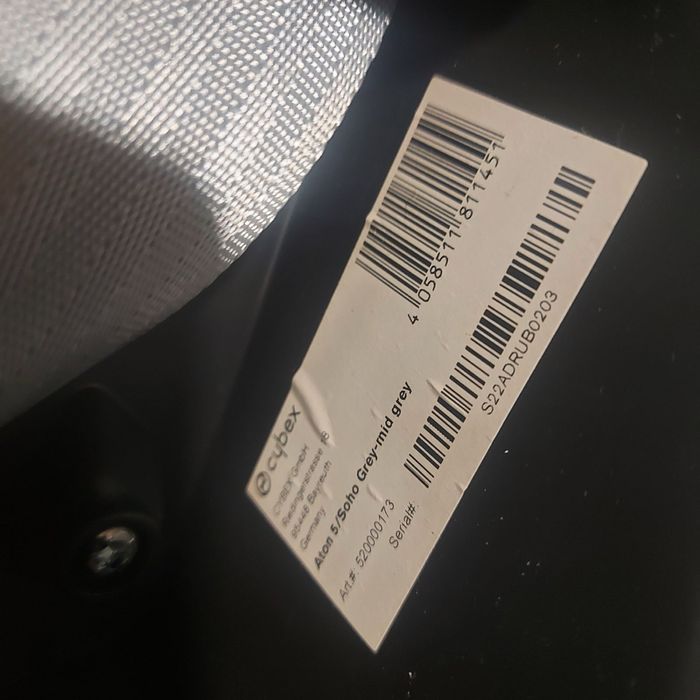 cybex
CYBEX GmbH
Riedingerstrasse 18
95448 Bayreuth
Germany
Aton 5/Soho Grey-mid grey
Art.#: 520000173
Serial#:
4 058511 811451
S22ADRUB0203